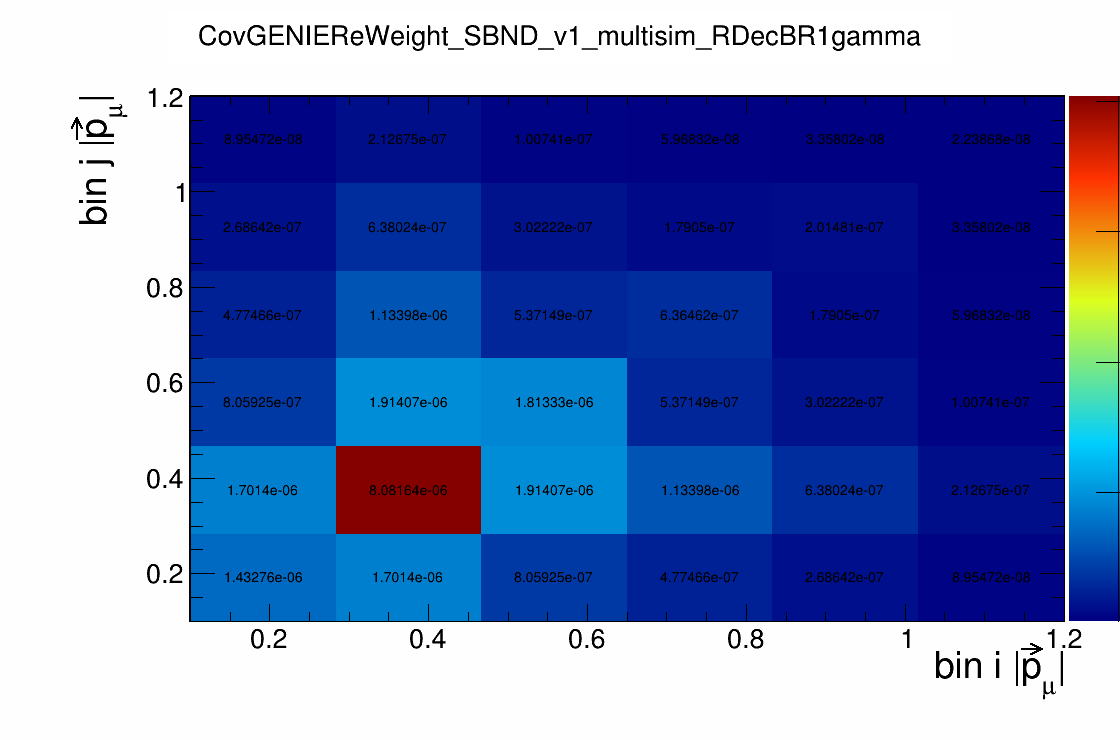 CovGENIEReWeight_SBND_v1_multisim_RDecBR1gamma
bin j |p⃗μ|
1.2
8.95472e-08 2.12675e-07 1.00741e-07 5.96832e-08 3.35802e-08 2.23868e-08
1
2.68642e-07 6.38024e-07 3.02222e-07 1.7905e-07 2.01481e-07 3.35802e-08
0.8
4.77466e-07 1.13398e-06 5.37149e-07 6.36462e-07 1.7905e-07 5.96832e-08
0.6
8.05925e-07 1.91407e-06 1.81333e-06 5.37149e-07 3.02222e-07 1.00741e-07
0.4
1.7014e-06 8.08164e-06 1.91407e-06 1.13398e-06 6.38024e-07 2.12675e-07
0.2
1.43276e-06 1.7014e-06 8.05925e-07 4.77466e-07 2.68642e-07 8.95472e-08
0.2 0.4 0.6 0.8 1 1.2
bin i |p⃗μ|